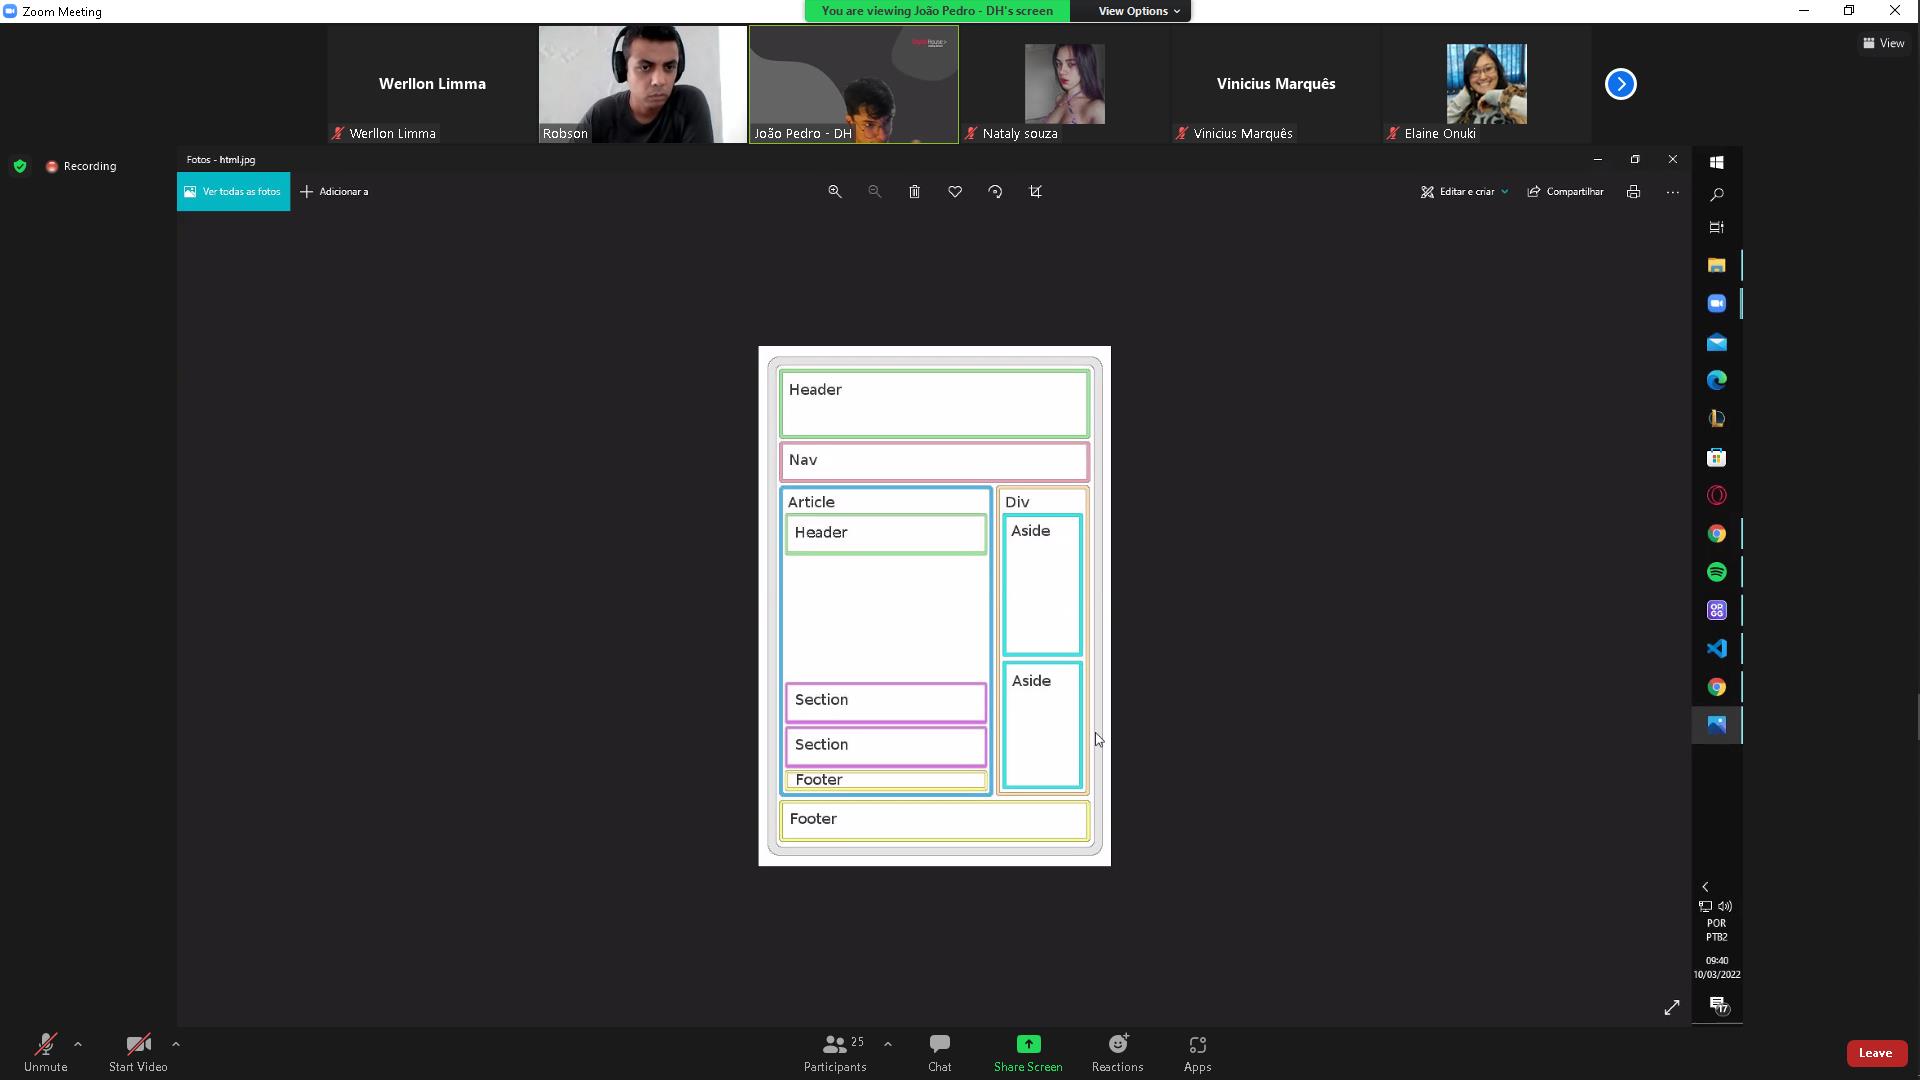 Zoom Meeting
You are viewing João Pedro - DH's screen
View Options
View
Werllon Limma
Vinicius Marquês
Werllon Limma
Robson
João Pedro - DH
Nataly souza
Vinicius Marquês
Elaine Onuki
Recording
Fotos - html.jpg
Ver todas as fotos
Adicionar a
Editar e criar
Compartilhar
Header
Nav
Article
Div
Header
Aside
Section
Aside
Section
Footer
Footer
OP
GG
POR
PTB2
09:40
10/03/2022
17
Unmute
Start Video
25
Participants
Chat
Share Screen
Reactions
Apps
Leave